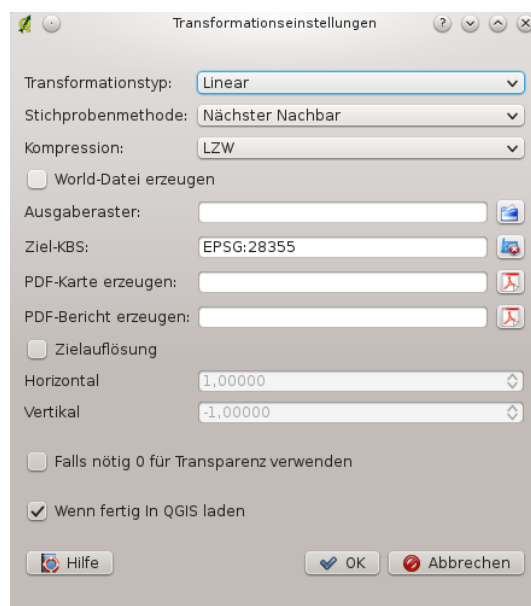 Transformationseinstellungen
Transformationstyp: Linear
Stichprobenmethode: Nächster Nachbar
Kompression: LZW
World-Datei erzeugen
Ausgaberaster:
Ziel-KBS: EPSG:28355
PDF-Karte erzeugen:
PDF-Bericht erzeugen:
Zielauflösung
Horizontal 1,00000
Vertikal -1,00000
Falls nötig 0 für Transparenz verwenden
Wenn fertig In QGIS laden
Hilfe OK Abbrechen